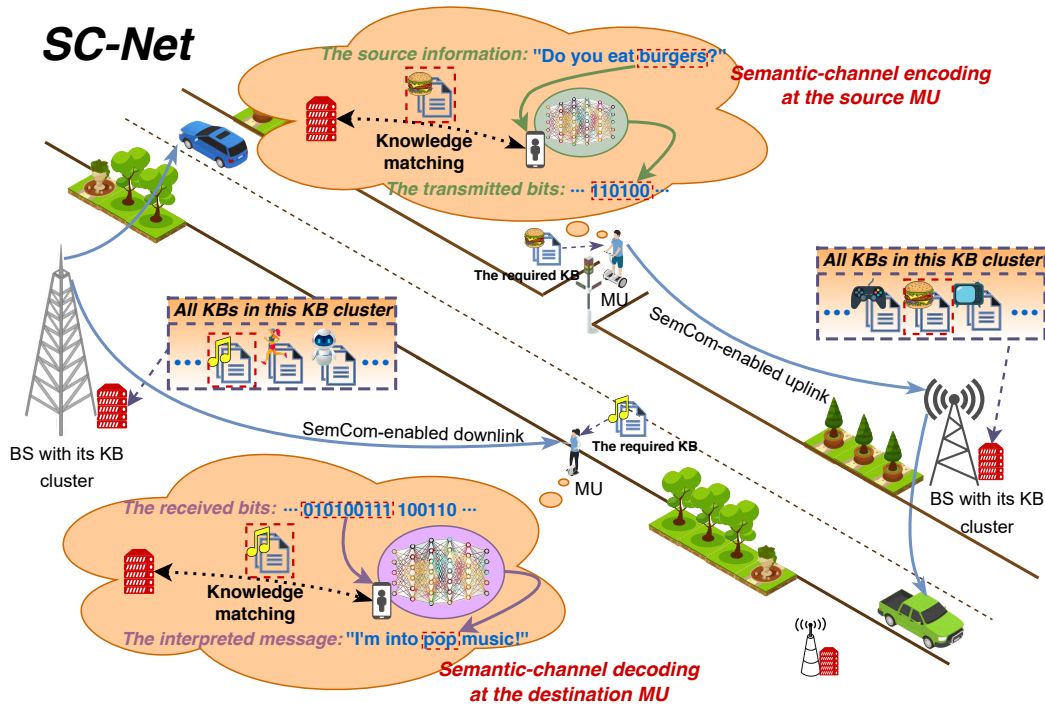 SC-Net
The source information: "Do you eat burgers?"
Semantic-channel encoding
at the source MU
Knowledge
matching
The transmitted bits: ··· 110100 ···
The required KB
MU
All KBs in this KB cluster
······
······
SemCom-enabled uplink
BS with its KB
cluster
All KBs in this KB cluster
······
······
BS with its KB
cluster
SemCom-enabled downlink
The required KB
MU
The received bits: ··· 010100111 100110 ···
Knowledge
matching
The interpreted message: "I'm into pop music!"
Semantic-channel decoding
at the destination MU